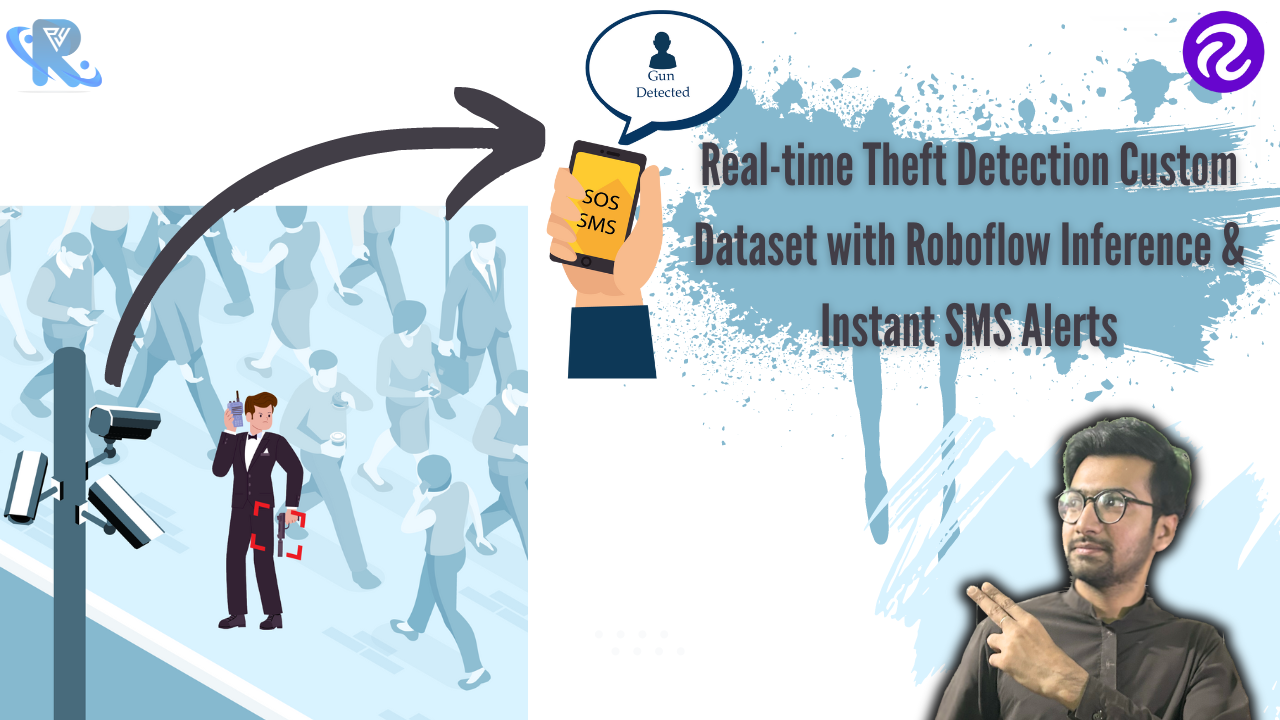 Gun
Detected
SOS
SMS
Real-time Theft Detection Custom
Dataset with Roboflow Inference &
Instant SMS Alerts